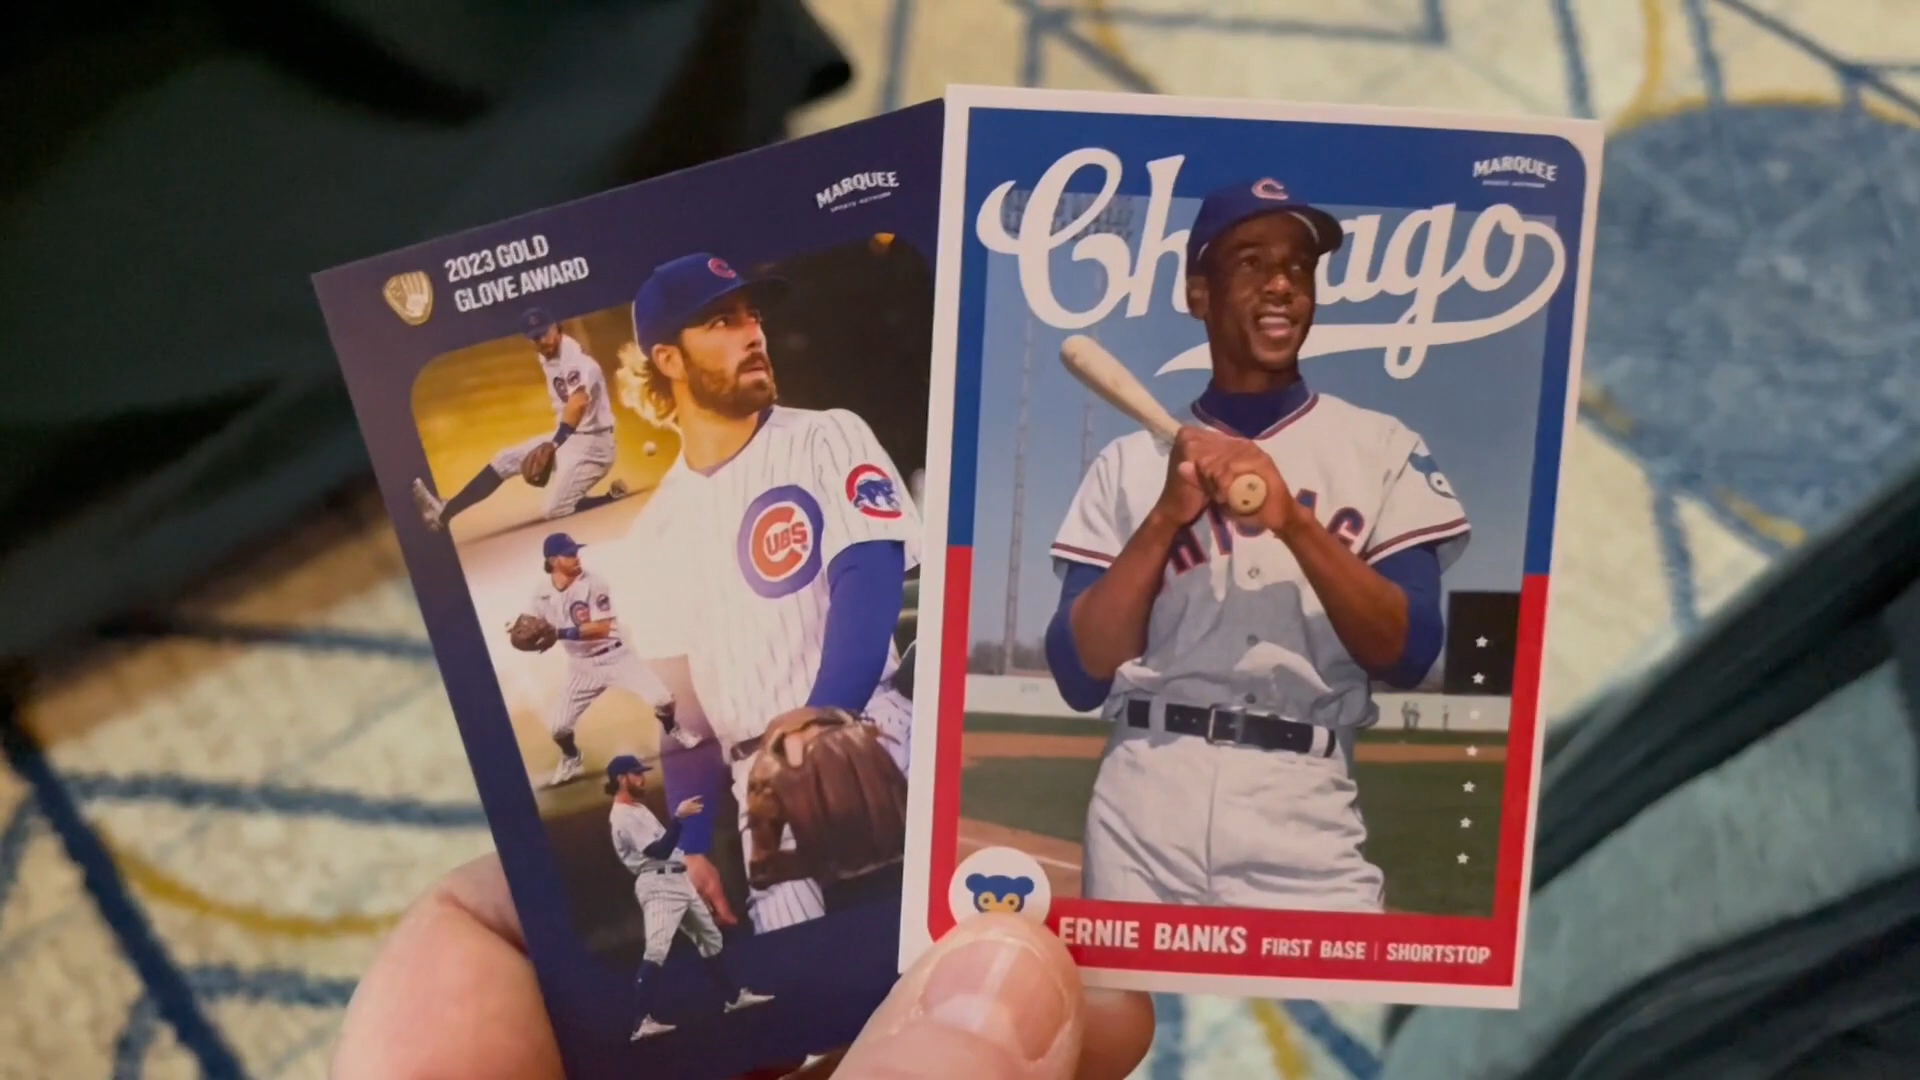 2023 GOLD
GLOVE AWARD
MARQUEE
SPORTS NETWORK
C
CUBS
C
MARQUEE
SPORTS NETWORK
Chicago
C
ERNIE BANKS FIRST BASE | SHORTSTOP